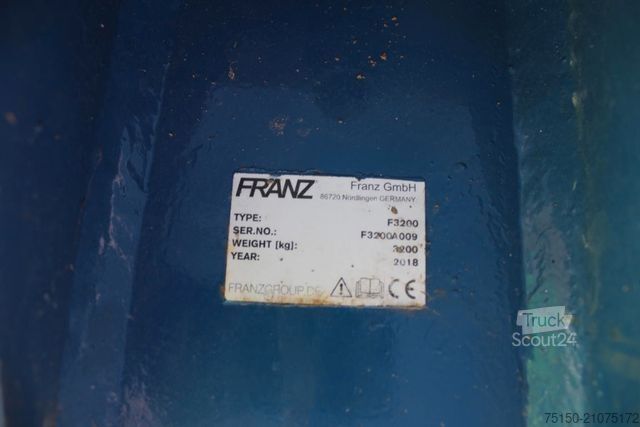 FRANZ Franz GmbH
86720 Nördlingen GERMANY
TYPE: F3200
SER.NO.: F3200A009
WEIGHT [kg]: 3200
YEAR: 2018
FRANZGROUP.DE CE
Truck
Scout24
75150-21075172